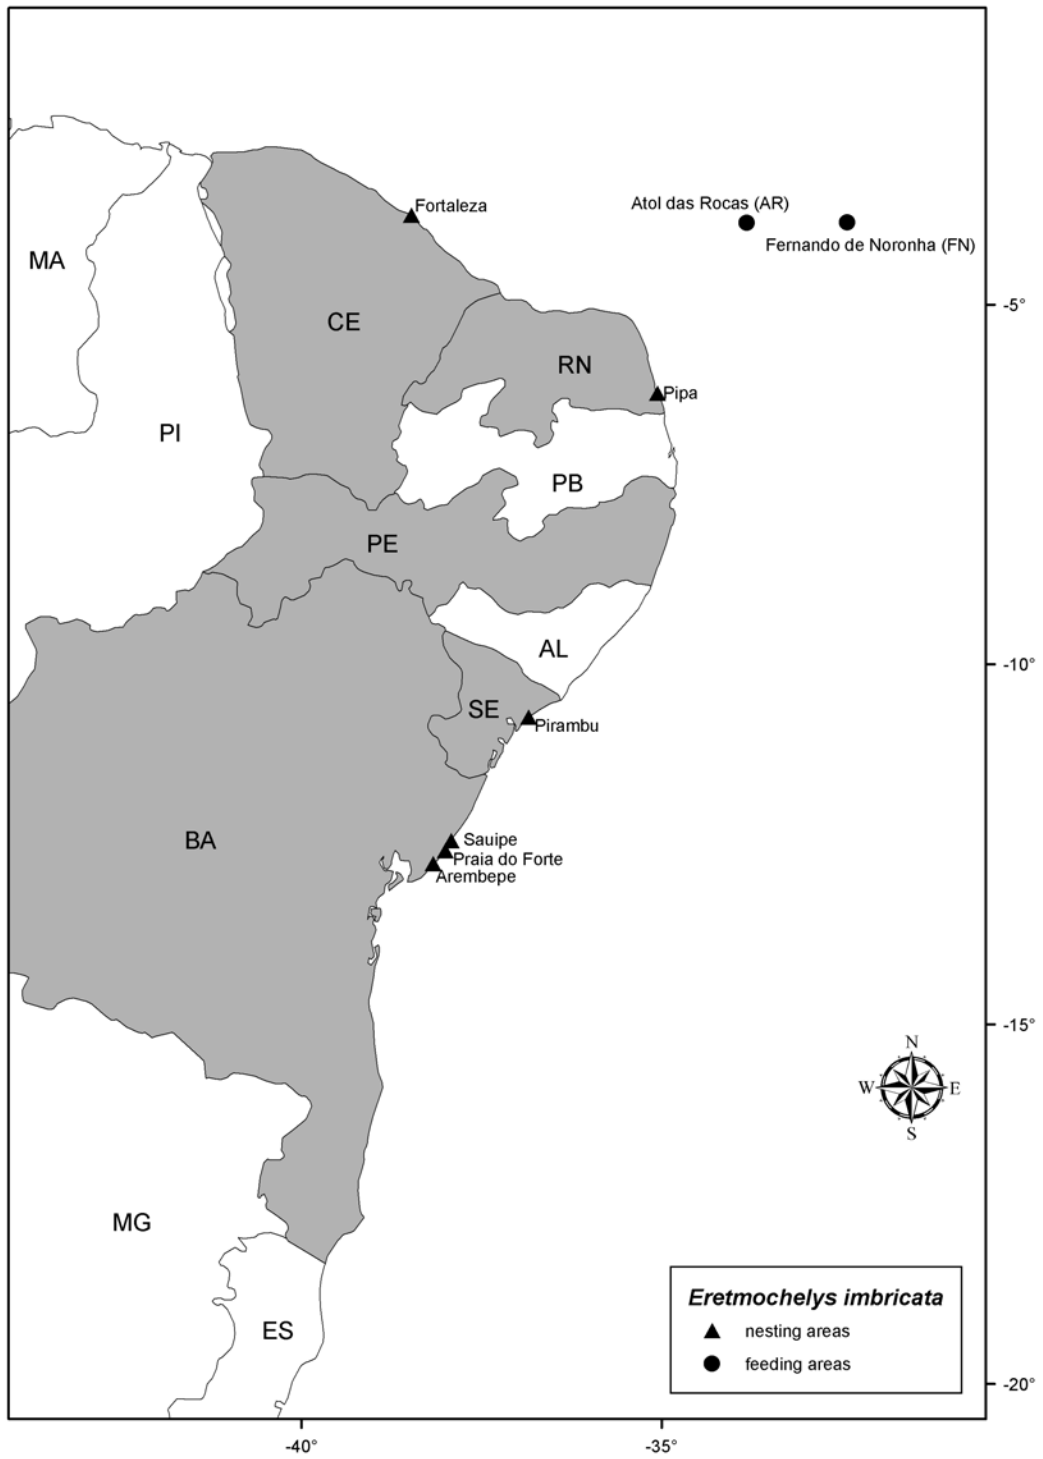 Fortaleza
Atol das Rocas (AR)
Fernando de Noronha (FN)
MA
-5°
CE
RN
Pipa
PI
PB
PE
AL
-10°
SE
Pirambu
BA
Sauipe
Praia do Forte
Arembepe
-15°
N
W
E
S
MG
Eretmochelys imbricata
nesting areas
feeding areas
ES
-20°
-40°
-35°